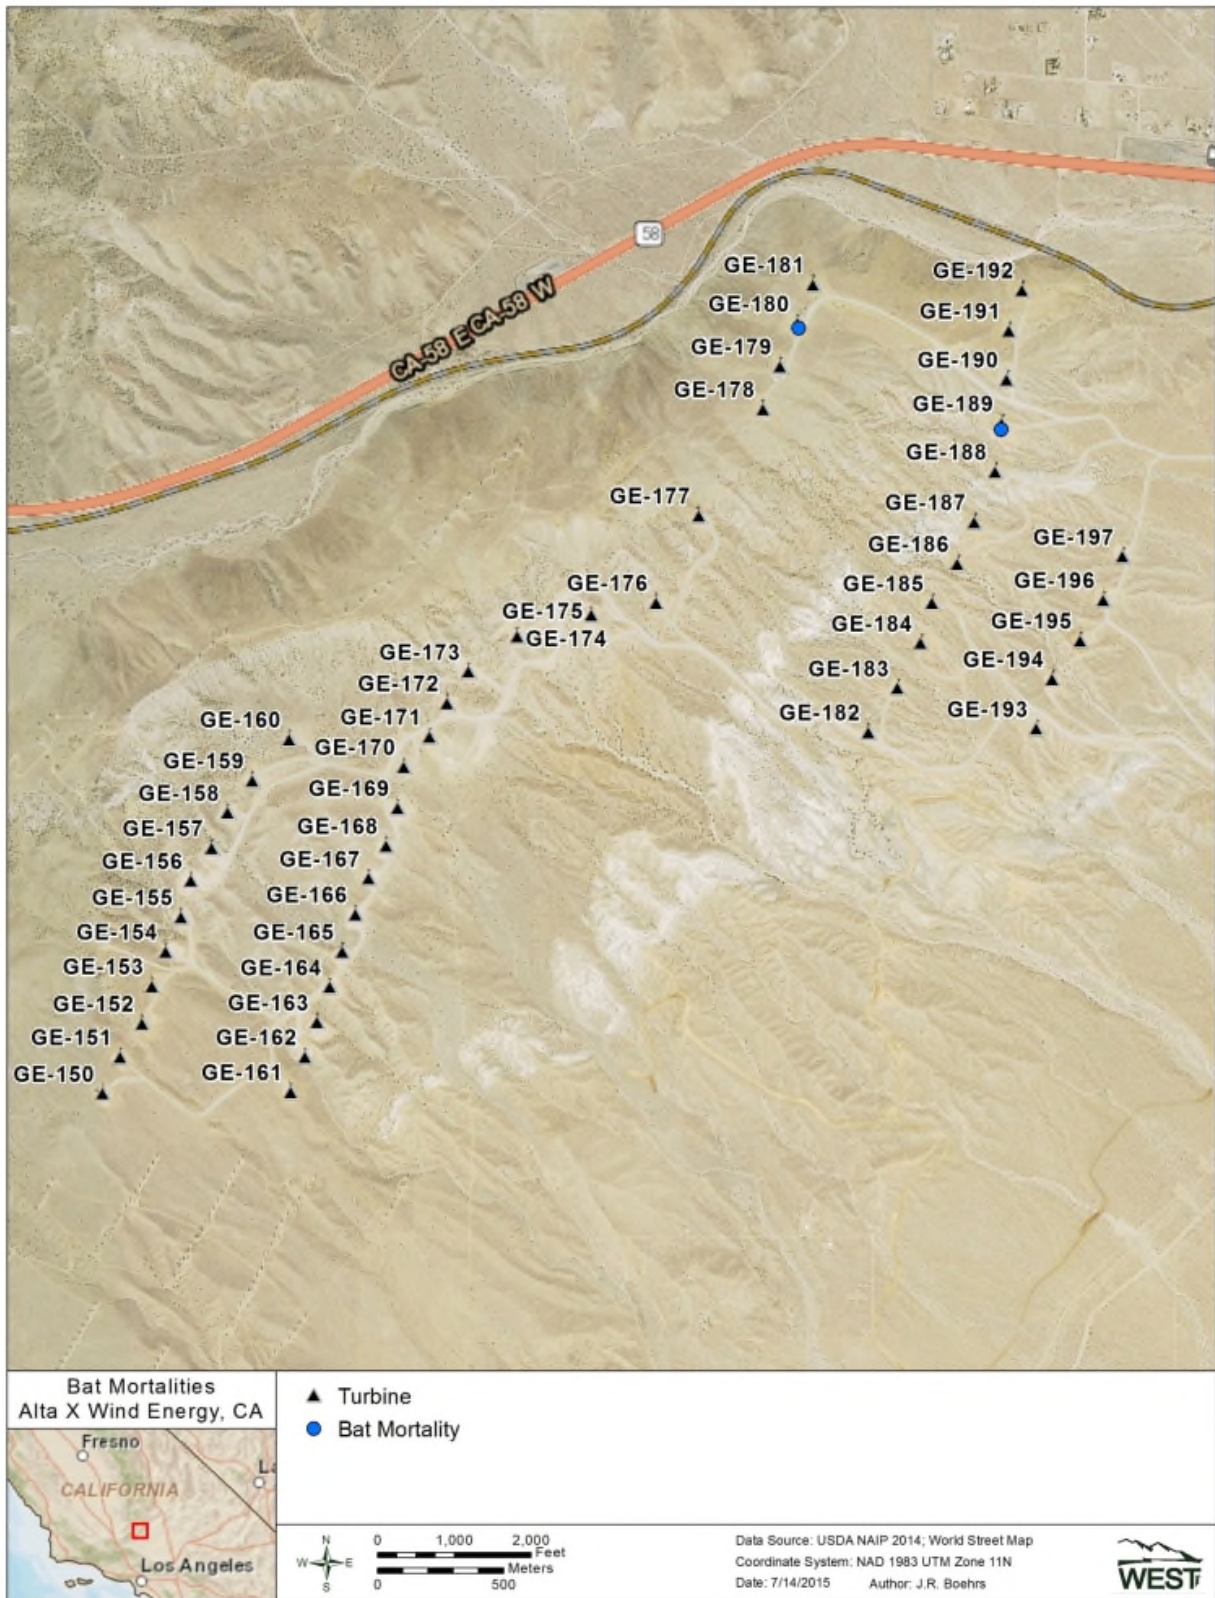 58
CA-58 E CA-58 W
GE-181
GE-192
GE-180
GE-191
GE-179
GE-190
GE-178
GE-189
GE-188
GE-177
GE-187
GE-197
GE-186
GE-176
GE-185
GE-196
GE-175
GE-174
GE-184
GE-195
GE-173
GE-183
GE-194
GE-172
GE-160
GE-171
GE-182
GE-193
GE-159
GE-170
GE-158
GE-169
GE-157
GE-168
GE-156
GE-167
GE-155
GE-166
GE-154
GE-165
GE-153
GE-164
GE-152
GE-163
GE-151
GE-162
GE-150
GE-161
Bat Mortalities
Alta X Wind Energy, CA
Fresno
La
CALIFORNIA
Los Angeles
Turbine
Bat Mortality
N
W E
S
0 1,000 2,000
Feet
Meters
0 500
Data Source: USDA NAIP 2014; World Street Map
Coordinate System: NAD 1983 UTM Zone 11N
Date: 7/14/2015 Author: J.R. Boehrs
WEST